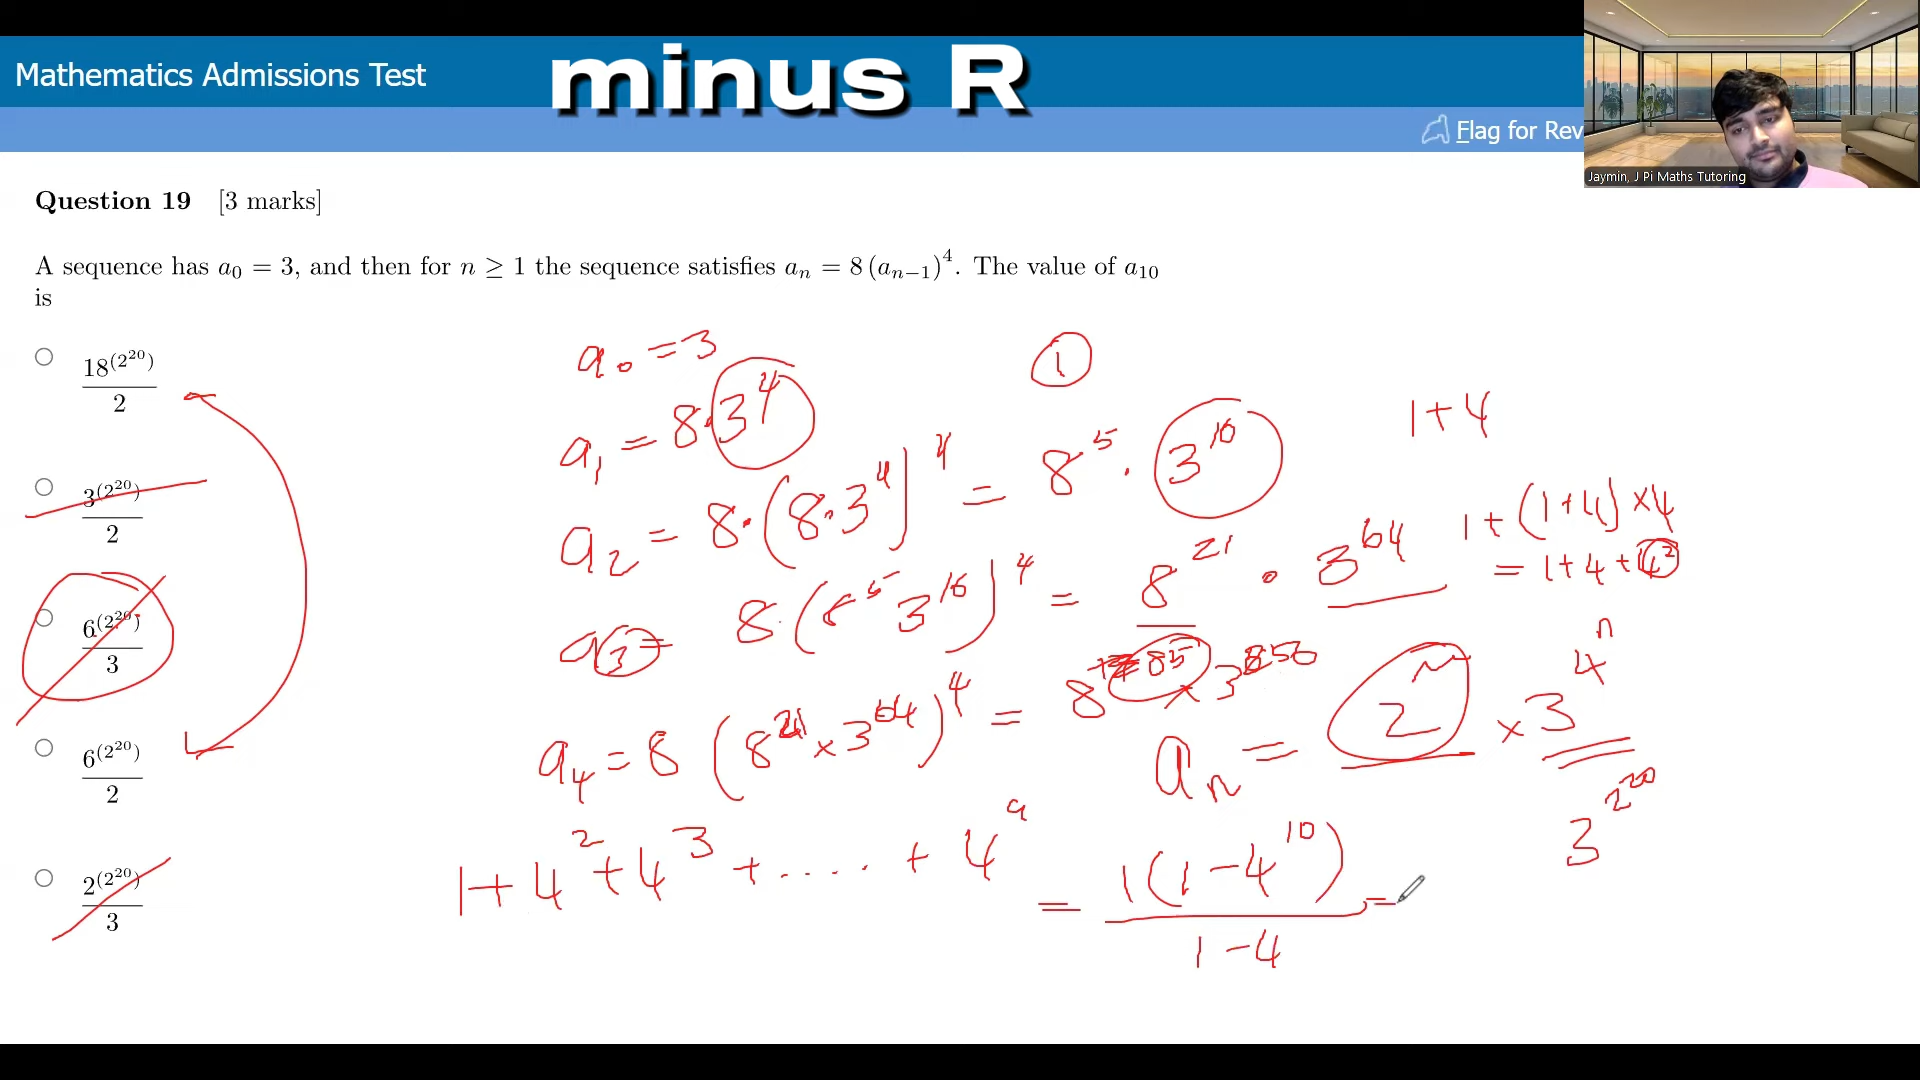 minus R
Mathematics Admissions Test
Flag for Rev
Jaymin, J Pi Maths Tutoring
Question 19 [3 marks]
A sequence has a₀ = 3, and then for n ≥ 1 the sequence satisfies aₙ = 8 (aₙ₋₁)⁴. The value of a₁₀
is
18^(2^20) / 2
3^(2^20) / 2
6^(2^20) / 3
6^(2^20) / 2
2^(2^20) / 3
a₀ = 3
①
a₁ = 8·3⁴
1+4
a₂ = 8·(8·3⁴)⁴ = 8⁵ · 3¹⁶
1+(1+4)×4
= 1+4+4²
a₃ = 8·(8⁵ 3¹⁶)⁴ = 8²¹ · 3⁶⁴
a₄ = 8 (8²¹ × 3⁶⁴)⁴ = 8⁸⁵ × 3²⁵⁶
aₙ = 2^~ × 3^4^n
3^2^20
1+4²+4³+....+4⁹ = 1(1-4¹⁰) / 1-4 =